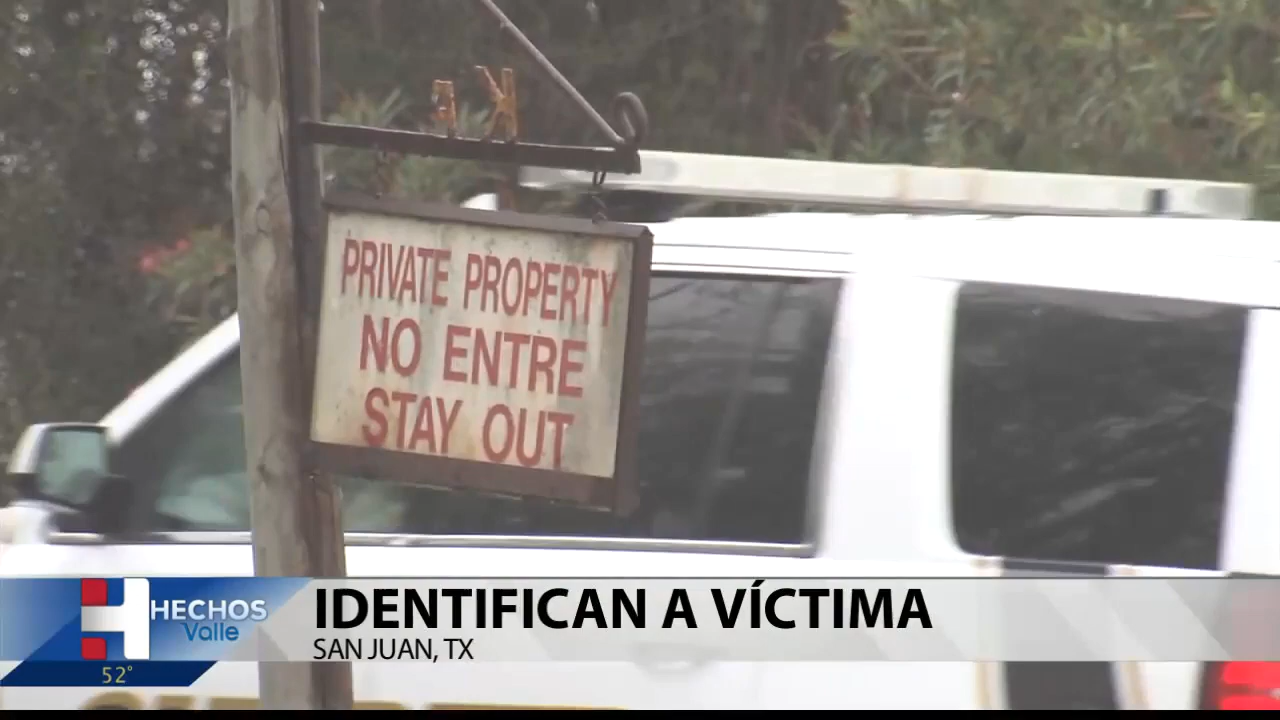 PRIVATE PROPERTY
NO ENTRE
STAY OUT
HECHOS
Valle
IDENTIFICAN A VÍCTIMA
SAN JUAN, TX
52°